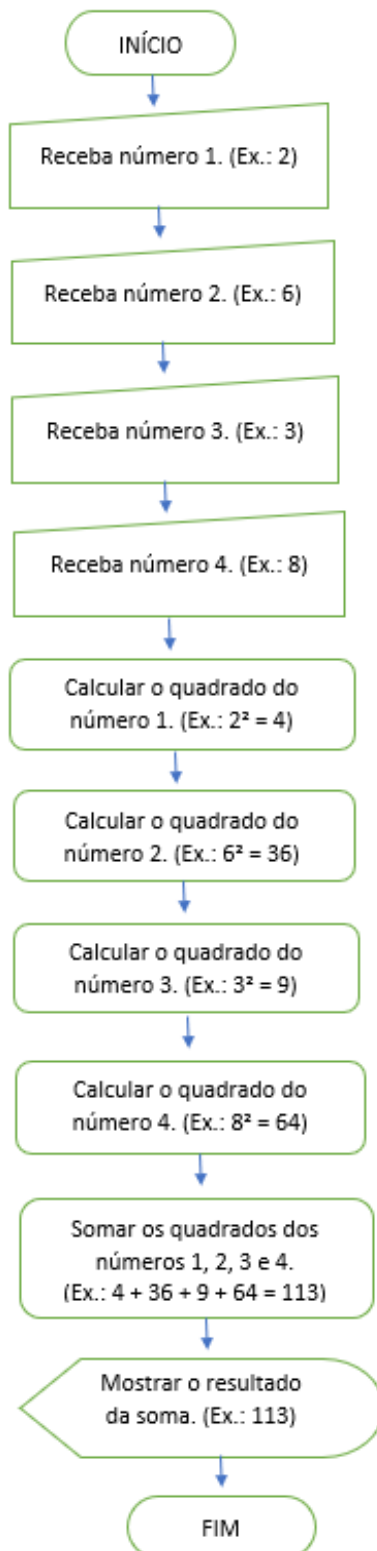 INÍCIO
Receba número 1. (Ex.: 2)
Receba número 2. (Ex.: 6)
Receba número 3. (Ex.: 3)
Receba número 4. (Ex.: 8)
Calcular o quadrado do
número 1. (Ex.: 2² = 4)
Calcular o quadrado do
número 2. (Ex.: 6² = 36)
Calcular o quadrado do
número 3. (Ex.: 3² = 9)
Calcular o quadrado do
número 4. (Ex.: 8² = 64)
Somar os quadrados dos
números 1, 2, 3 e 4.
(Ex.: 4 + 36 + 9 + 64 = 113)
Mostrar o resultado
da soma. (Ex.: 113)
FIM